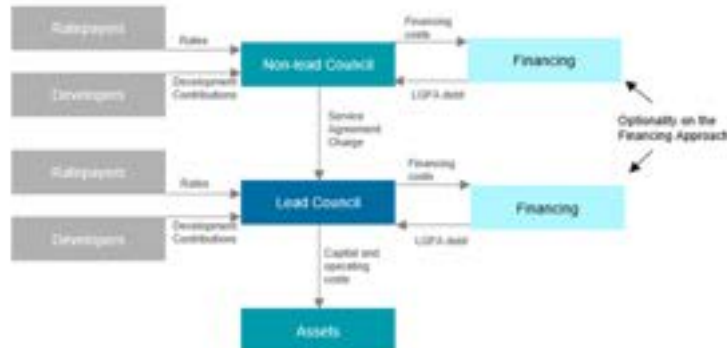 Ratepayers
Rates
Financing
costs
Non-lead Council
Financing
Developers
Development
Contributions
LGFA debt
Service
Agreement
Charge
Optionality on the
Financing Approach
Ratepayers
Rates
Financing
costs
Lead Council
Financing
Developers
Development
Contributions
LGFA debt
Capital and
operating
costs
Assets